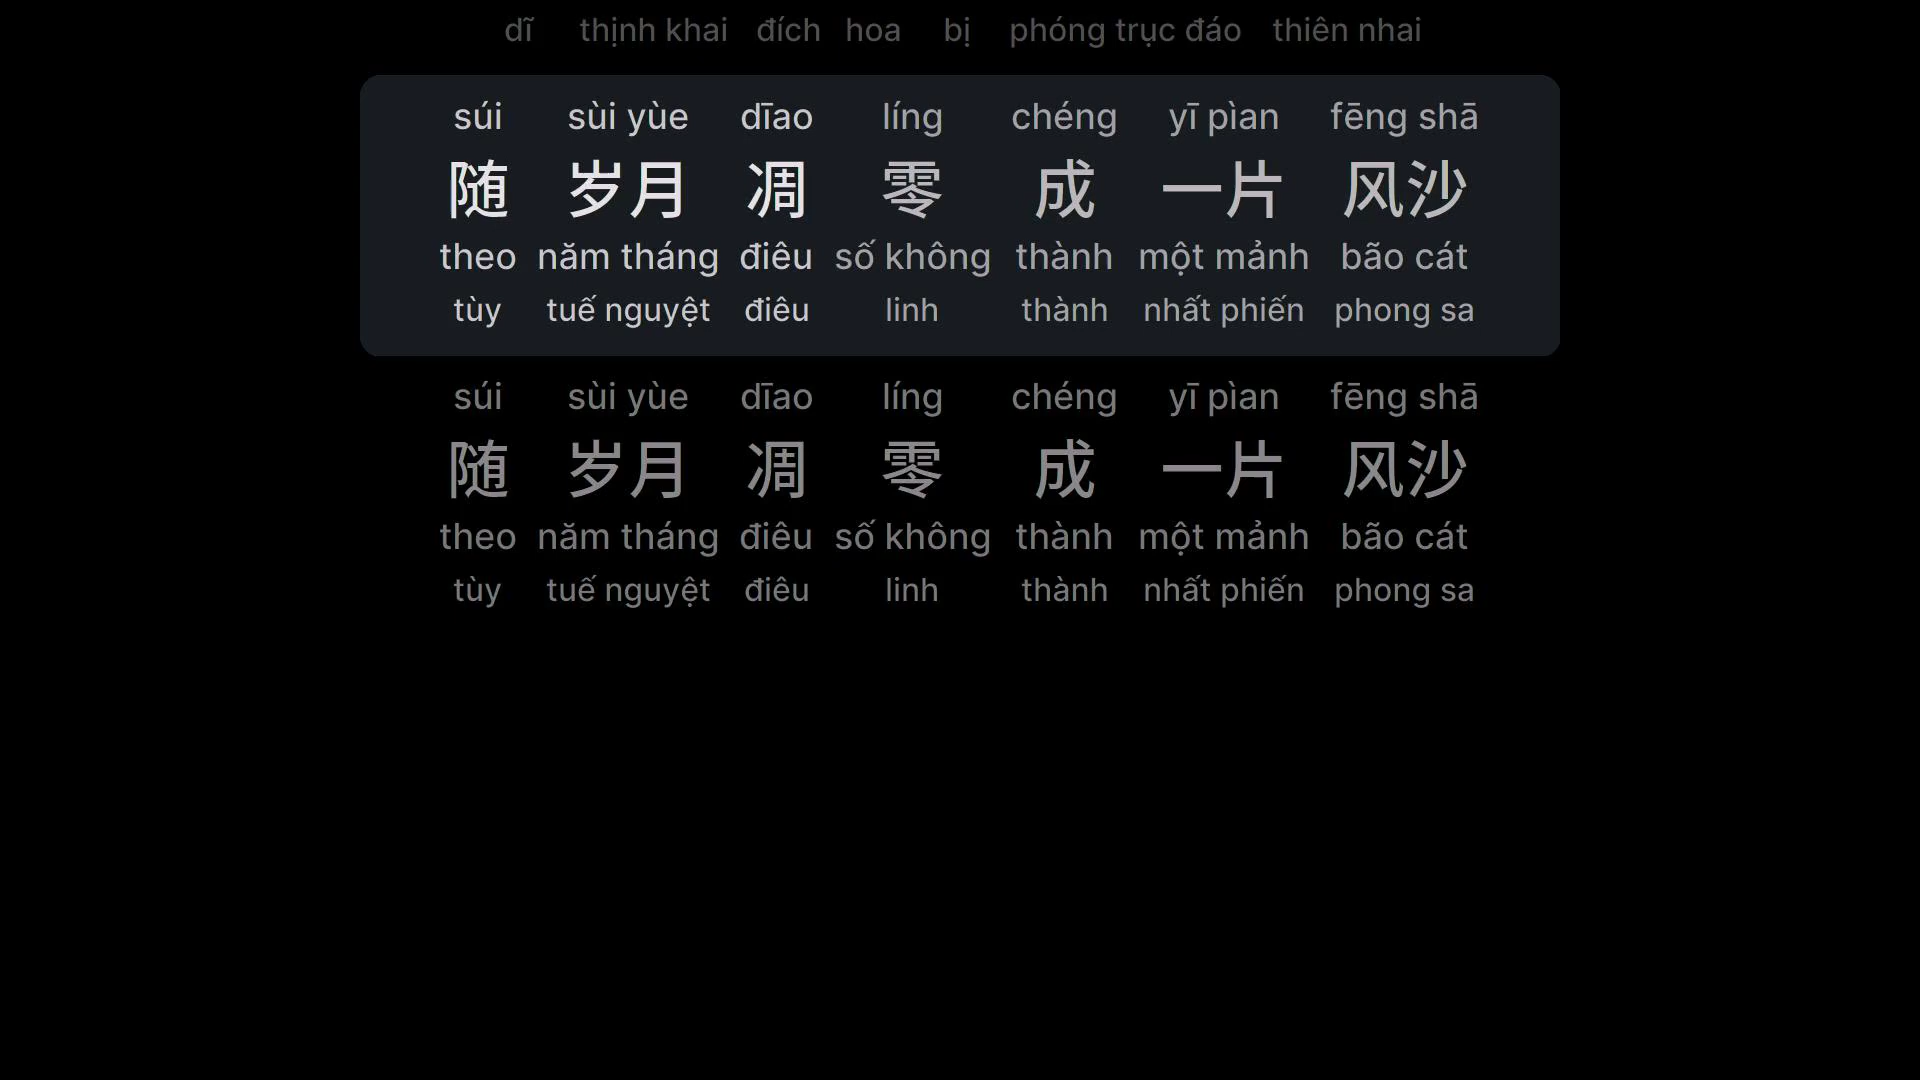 dĩ thịnh khai đích hoa bị phóng trục đáo thiên nhai
súi sùi yùe dīao líng chéng yī pìan fēng shā
随 岁月 凋 零 成 一片 风沙
theo năm tháng điêu số không thành một mảnh bão cát
tùy tuế nguyệt điêu linh thành nhất phiến phong sa
súi sùi yùe dīao líng chéng yī pìan fēng shā
随 岁月 凋 零 成 一片 风沙
theo năm tháng điêu số không thành một mảnh bão cát
tùy tuế nguyệt điêu linh thành nhất phiến phong sa